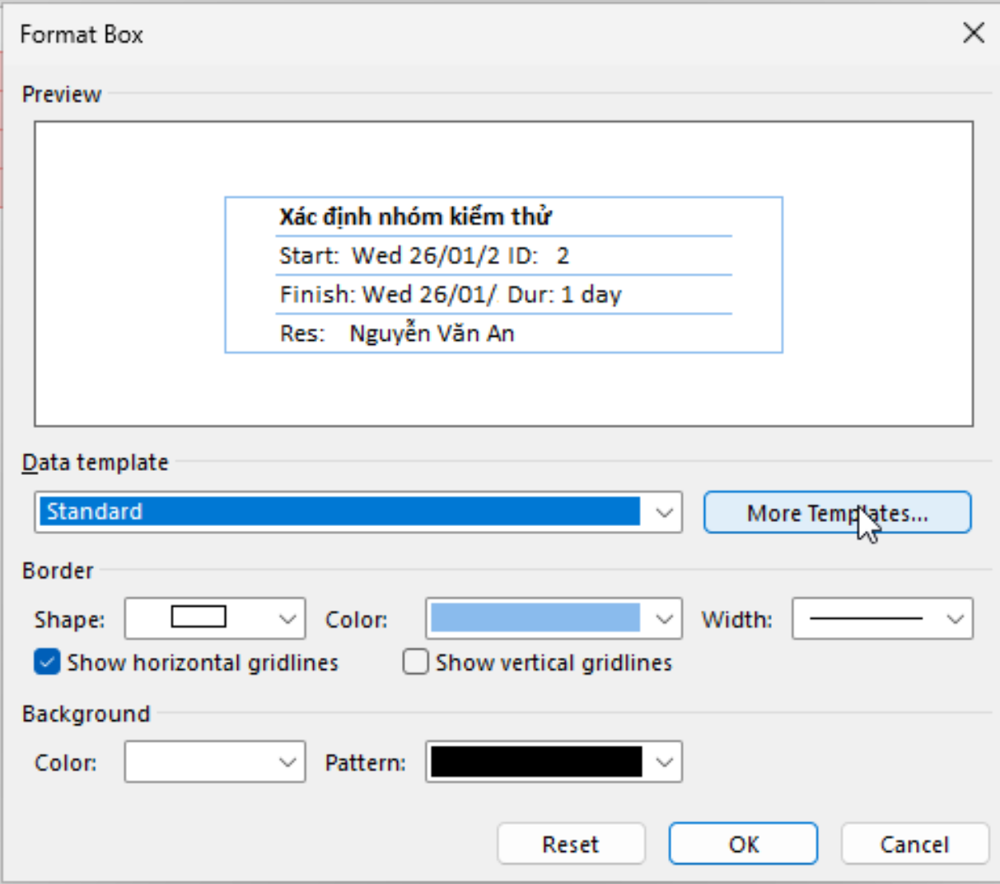 Format Box
Preview
Xác định nhóm kiểm thử
Start: Wed 26/01/2 ID: 2
Finish: Wed 26/01/ Dur: 1 day
Res: Nguyễn Văn An
Data template
Standard
More Templates...
Border
Shape: Color: Width:
Show horizontal gridlines Show vertical gridlines
Background
Color: Pattern:
Reset OK Cancel